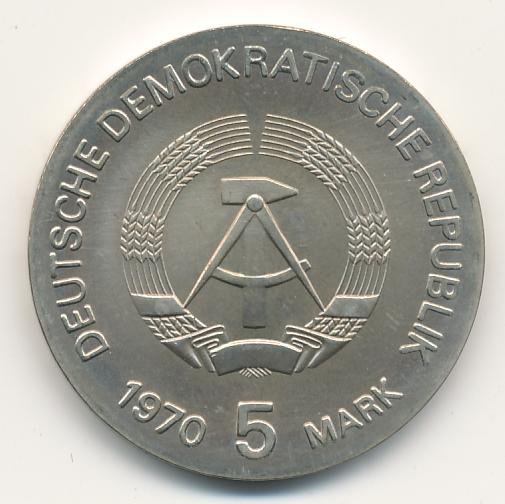 DEUTSCHE DEMOKRATISCHE REPUBLIK
1970 5 MARK